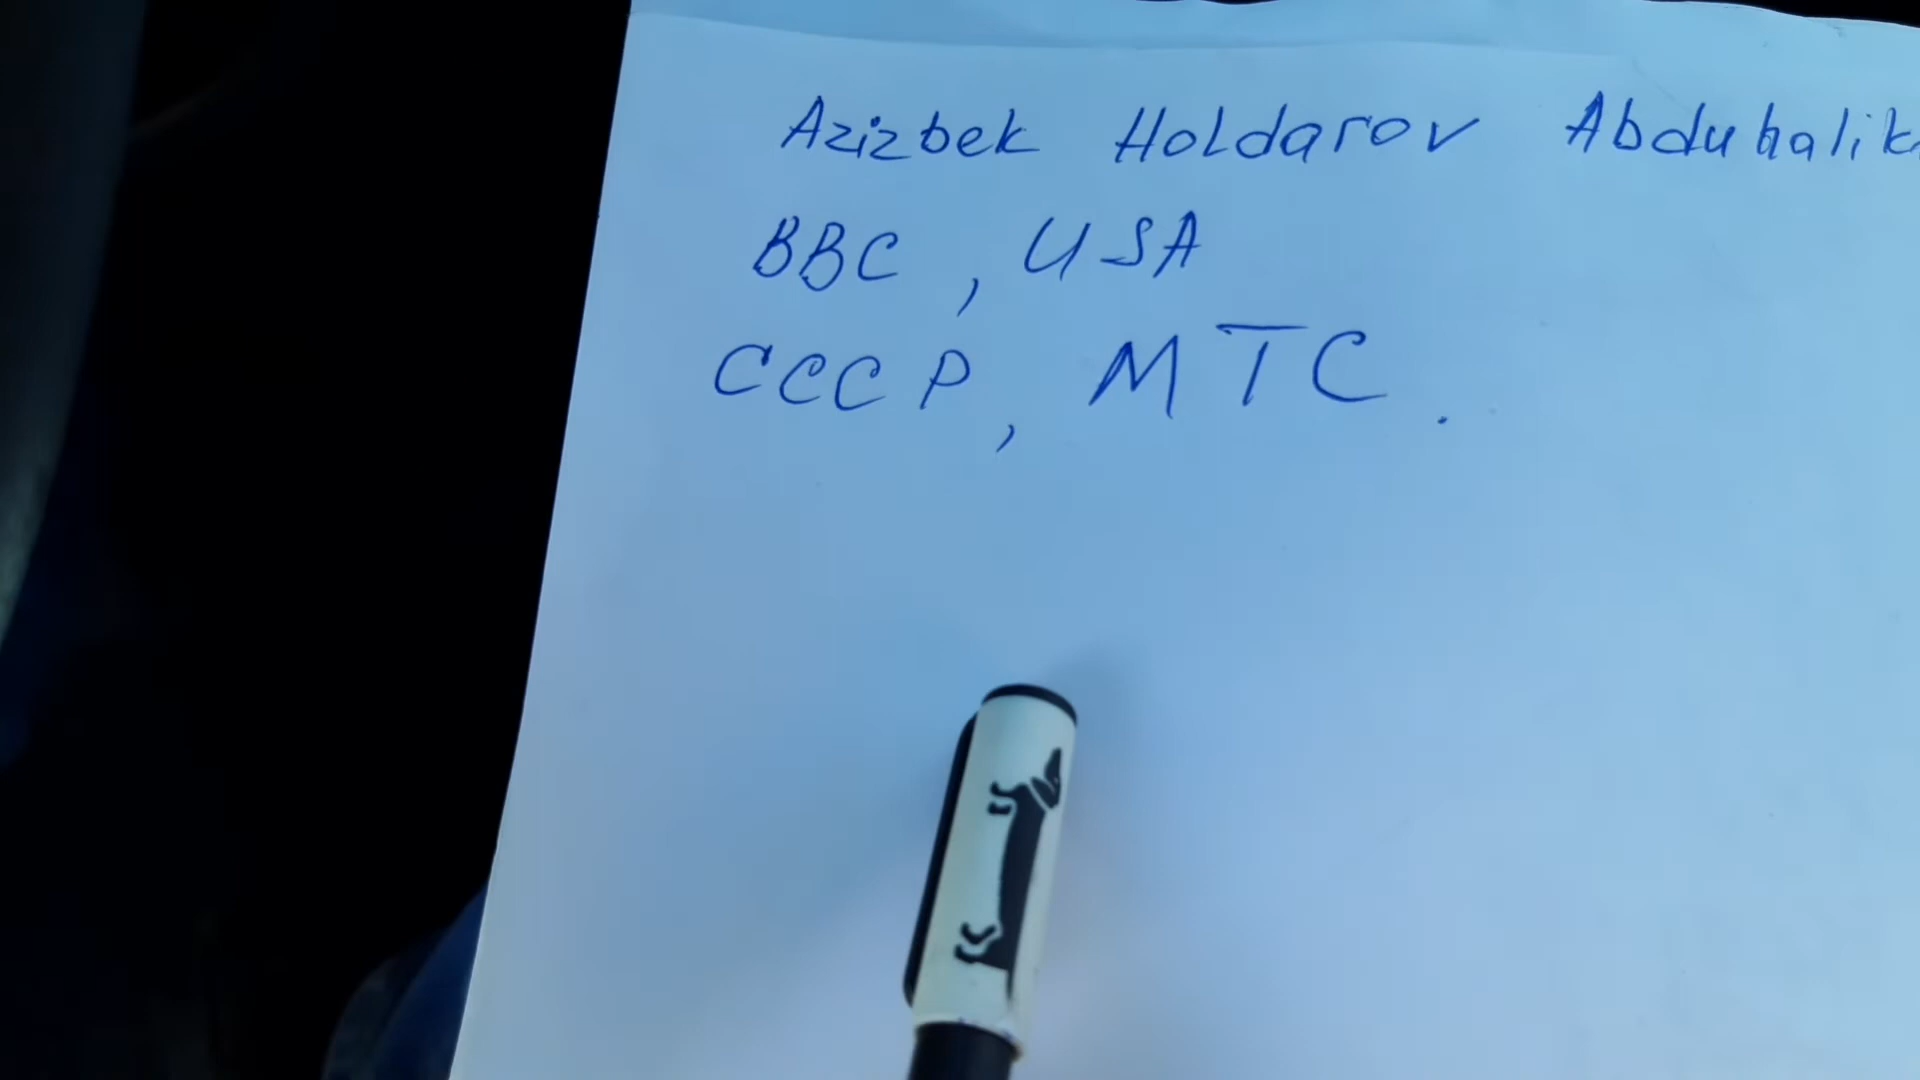 Azizbek Holdarov Abduhalik
BBC, USA
СССР, МТС.